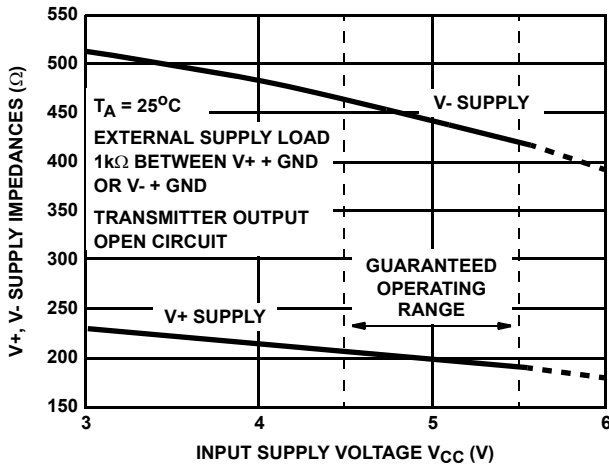 V+, V- SUPPLY IMPEDANCES (Ω)
550
500
450
400
350
300
250
200
150
T_A = 25°C
EXTERNAL SUPPLY LOAD
1kΩ BETWEEN V+ + GND
OR V- + GND
TRANSMITTER OUTPUT
OPEN CIRCUIT
V- SUPPLY
GUARANTEED
OPERATING
RANGE
V+ SUPPLY
3
4
5
6
INPUT SUPPLY VOLTAGE V_CC (V)